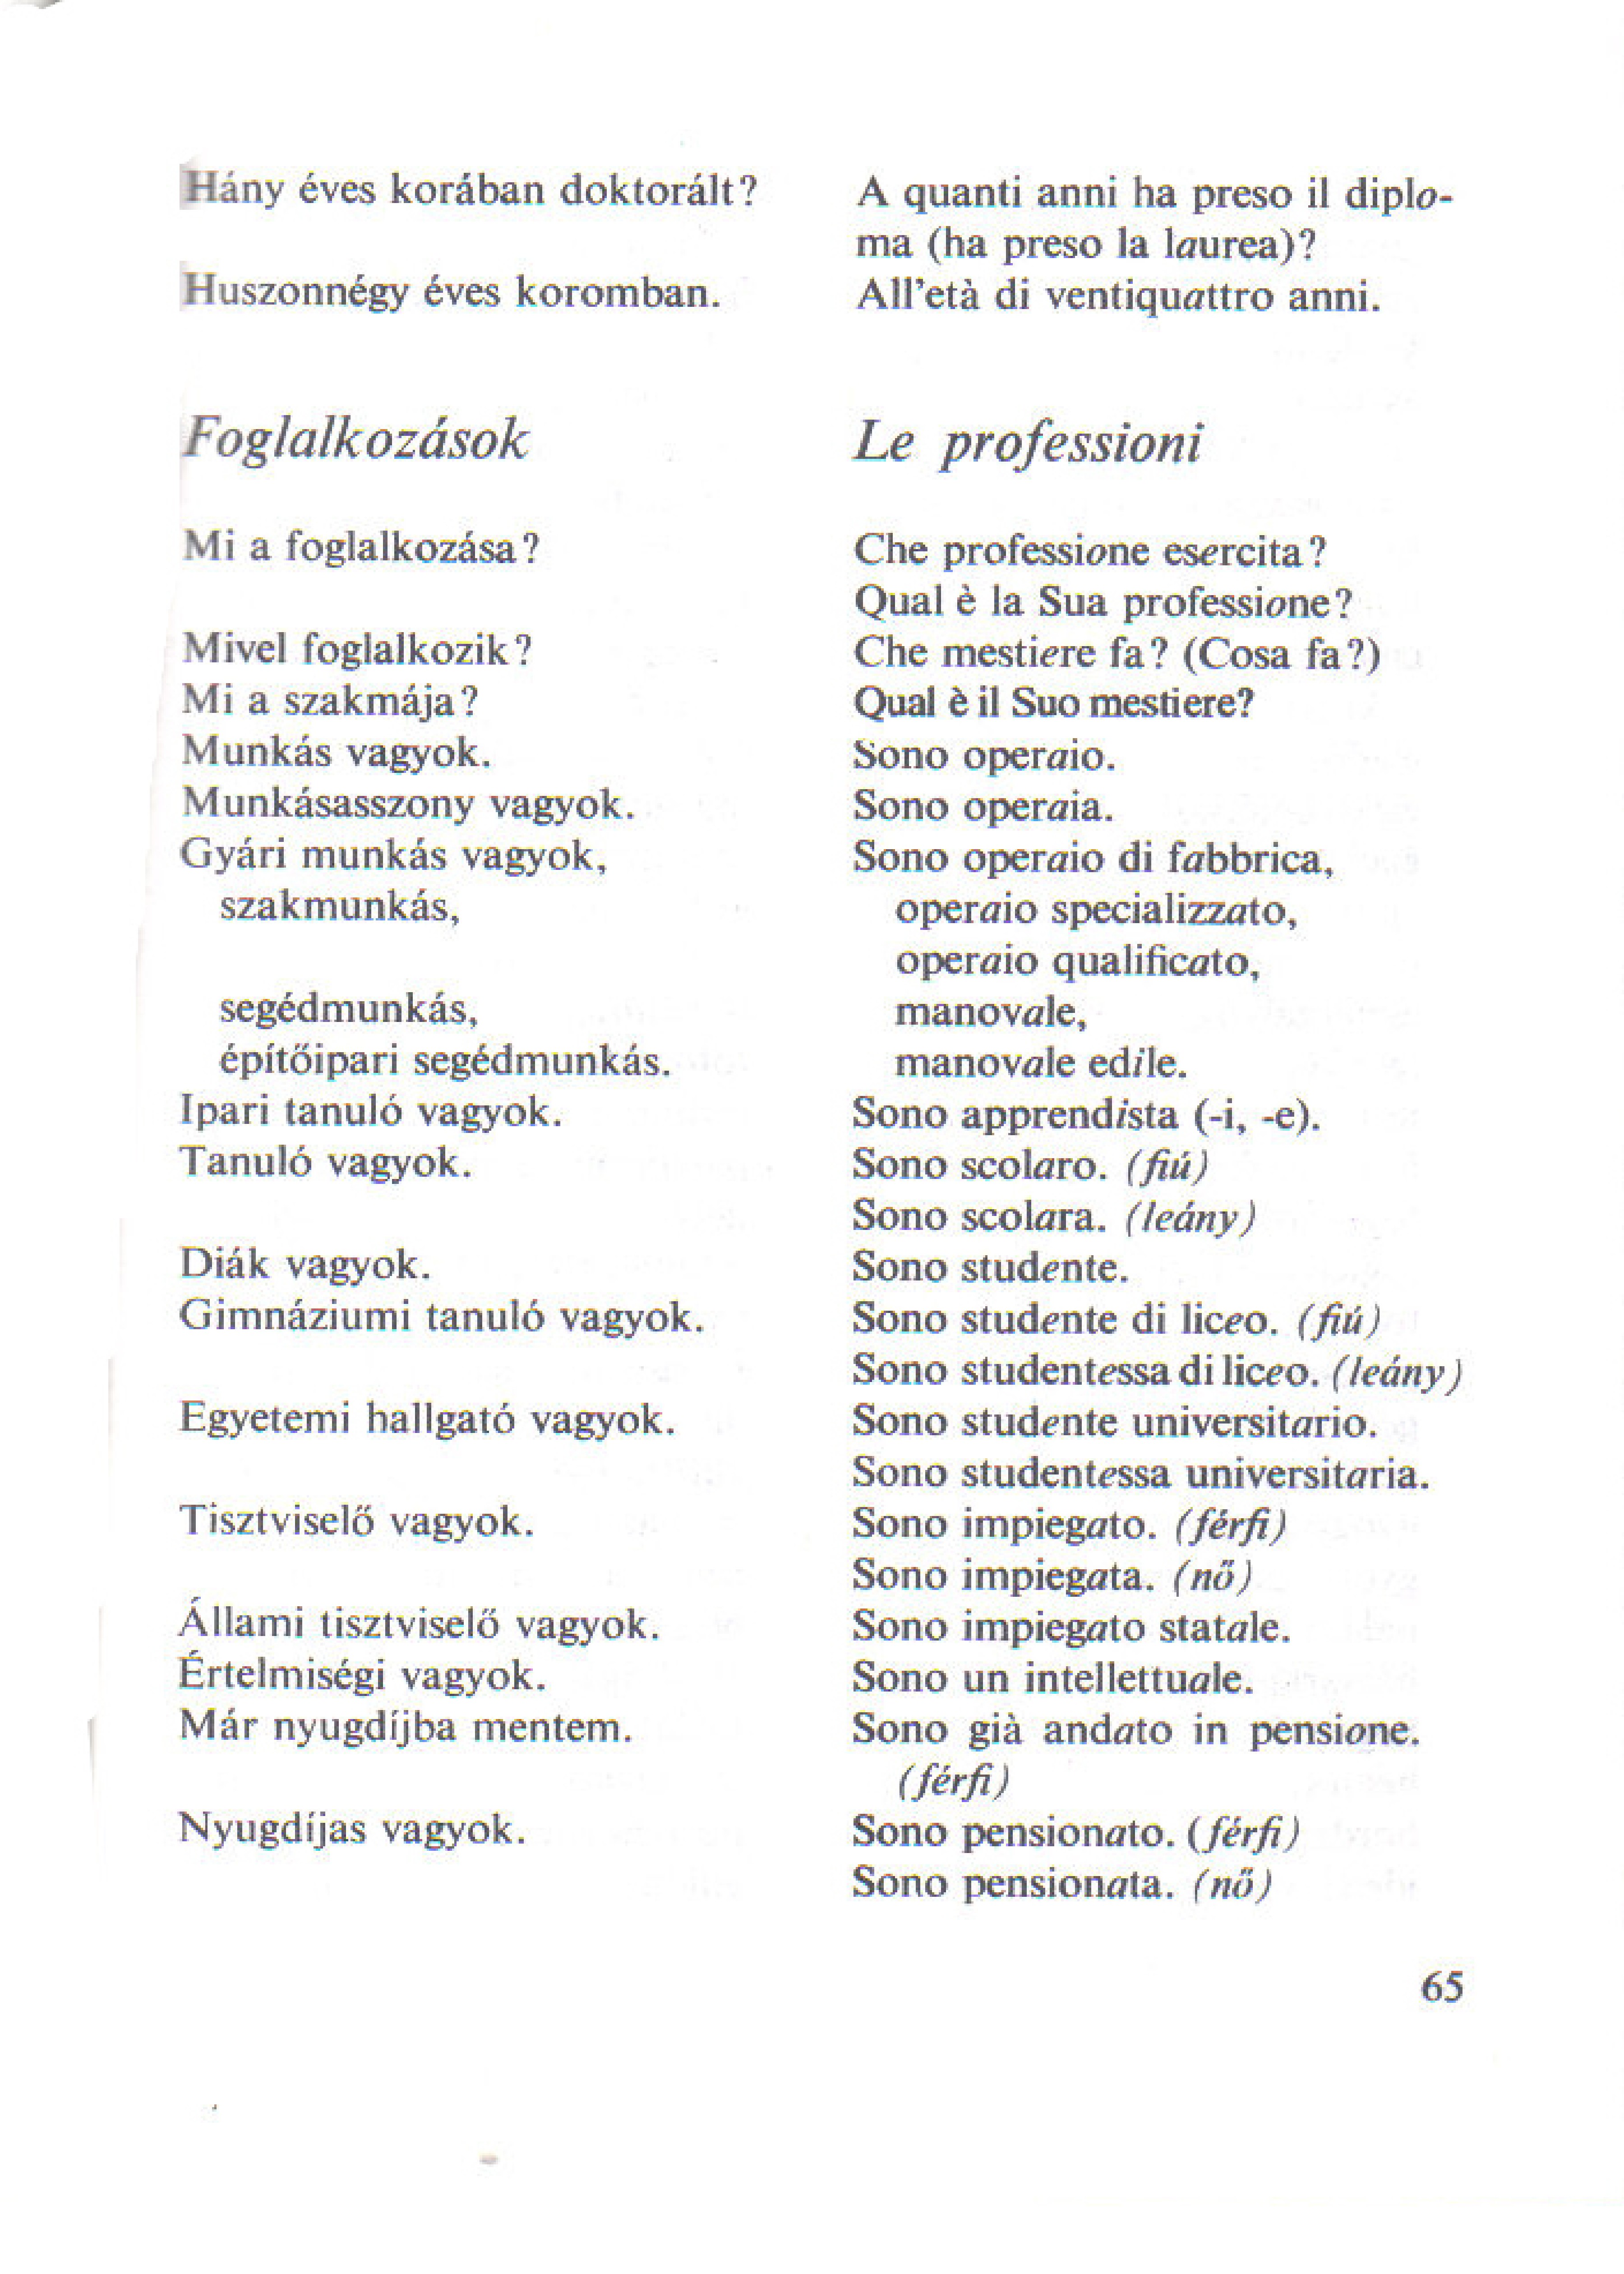 Hány éves korában doktorált?
A quanti anni ha preso il diplo-
ma (ha preso la laurea)?
Huszonnégy éves koromban.
All'età di ventiquattro anni.
Foglalkozások
Le professioni
Mi a foglalkozása?
Che professione esercita?
Qual è la Sua professione?
Mivel foglalkozik?
Che mestiere fa? (Cosa fa?)
Mi a szakmája?
Qual è il Suo mestiere?
Munkás vagyok.
Sono operaio.
Munkásasszony vagyok.
Sono operaia.
Gyári munkás vagyok,
Sono operaio di fabbrica,
szakmunkás,
operaio specializzato,
operaio qualificato,
segédmunkás,
manovale,
építőipari segédmunkás.
manovale edile.
Ipari tanuló vagyok.
Sono apprendista (-i, -e).
Tanuló vagyok.
Sono scolaro. (fiú)
Sono scolara. (leány)
Diák vagyok.
Sono studente.
Gimnáziumi tanuló vagyok.
Sono studente di liceo. (fiú)
Sono studentessa di liceo. (leány)
Egyetemi hallgató vagyok.
Sono studente universitario.
Sono studentessa universitaria.
Tisztviselő vagyok.
Sono impiegato. (férfi)
Sono impiegata. (nő)
Állami tisztviselő vagyok.
Sono impiegato statale.
Értelmiségi vagyok.
Sono un intellettuale.
Már nyugdíjba mentem.
Sono già andato in pensione.
(férfi)
Nyugdíjas vagyok.
Sono pensionato. (férfi)
Sono pensionata. (nő)
65